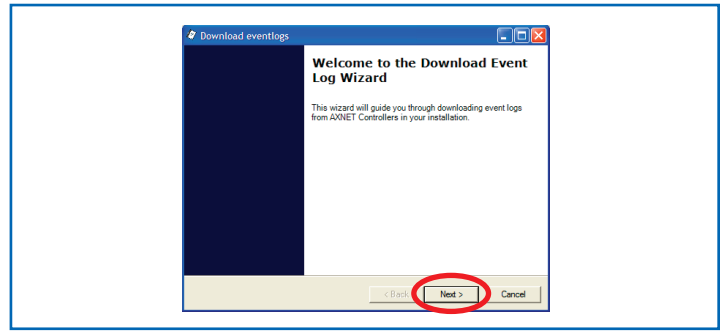 Download eventlogs
Welcome to the Download Event
Log Wizard
This wizard will guide you through downloading event logs
from AXNET Controllers in your installation.
< Back Next > Cancel